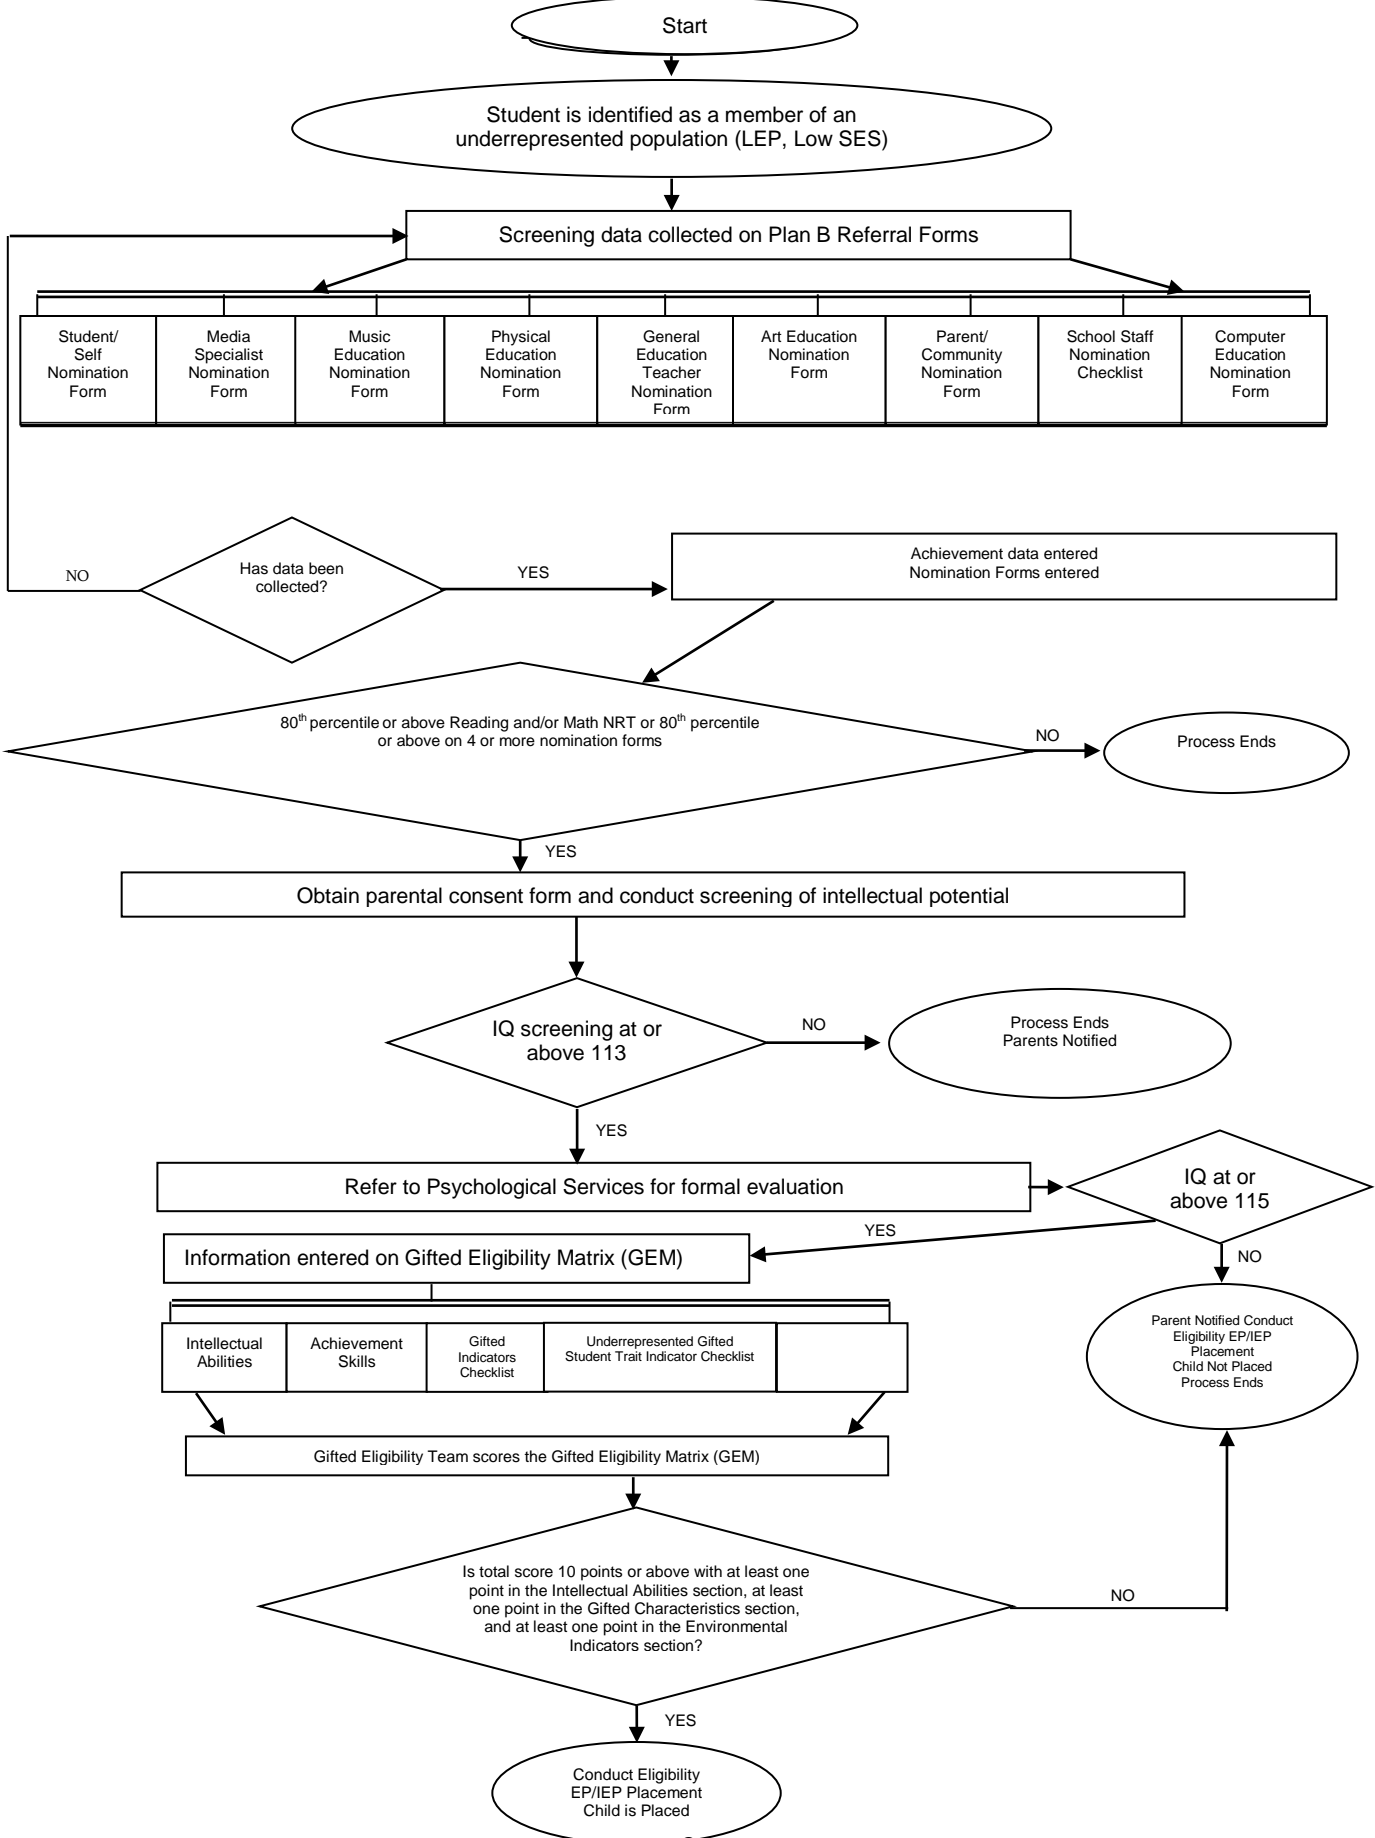 Start
Student is identified as a member of an
underrepresented population (LEP, Low SES)
Screening data collected on Plan B Referral Forms
Student/
Self
Nomination
Form
Media
Specialist
Nomination
Form
Music
Education
Nomination
Form
Physical
Education
Nomination
Form
General
Education
Teacher
Nomination
Form
Art Education
Nomination
Form
Parent/
Community
Nomination
Form
School Staff
Nomination
Checklist
Computer
Education
Nomination
Form
NO
Has data been
collected?
YES
Achievement data entered
Nomination Forms entered
80th percentile or above Reading and/or Math NRT or 80th percentile
or above on 4 or more nomination forms
NO
Process Ends
YES
Obtain parental consent form and conduct screening of intellectual potential
IQ screening at or
above 113
NO
Process Ends
Parents Notified
YES
Refer to Psychological Services for formal evaluation
IQ at or
above 115
YES
NO
Information entered on Gifted Eligibility Matrix (GEM)
Intellectual
Abilities
Achievement
Skills
Gifted
Indicators
Checklist
Underrepresented Gifted
Student Trait Indicator Checklist
Parent Notified Conduct
Eligibility EP/IEP
Placement
Child Not Placed
Process Ends
Gifted Eligibility Team scores the Gifted Eligibility Matrix (GEM)
Is total score 10 points or above with at least one
point in the Intellectual Abilities section, at least
one point in the Gifted Characteristics section,
and at least one point in the Environmental
Indicators section?
NO
YES
Conduct Eligibility
EP/IEP Placement
Child is Placed